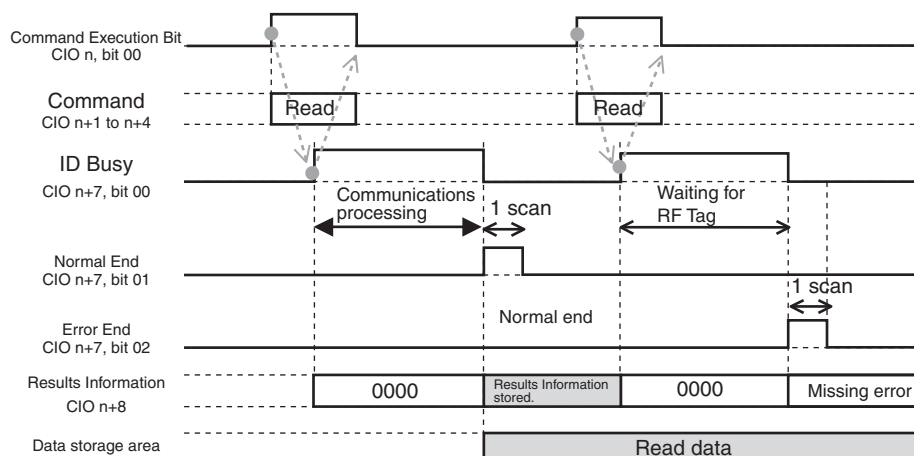 Command Execution Bit
CIO n, bit 00
Command
CIO n+1 to n+4
Read
Read
ID Busy
CIO n+7, bit 00
Communications
processing
1 scan
Waiting for
RF Tag
Normal End
CIO n+7, bit 01
1 scan
Normal end
Error End
CIO n+7, bit 02
Results Information
CIO n+8
0000
Results Information
stored.
0000
Missing error
Data storage area
Read data